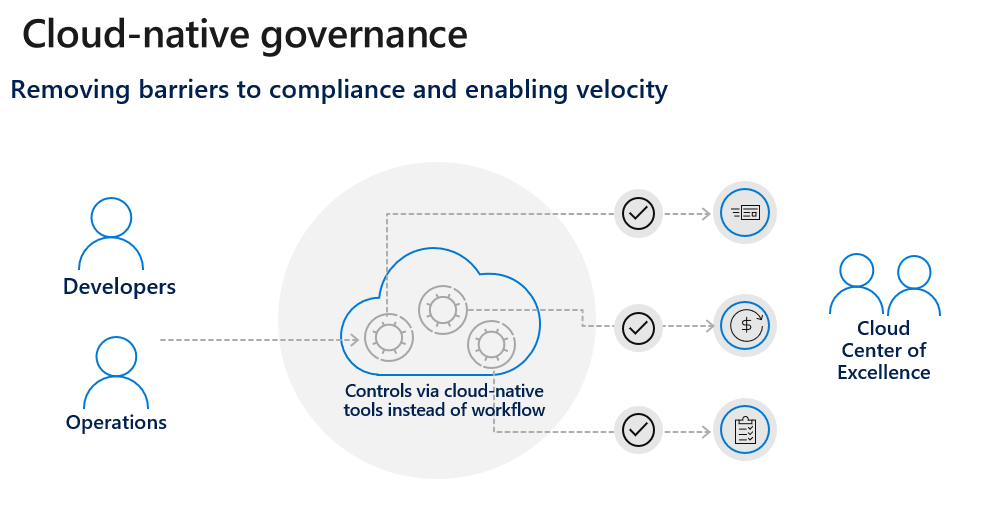 Cloud-native governance
Removing barriers to compliance and enabling velocity
Developers
Operations
Controls via cloud-native
tools instead of workflow
$
Cloud
Center of
Excellence